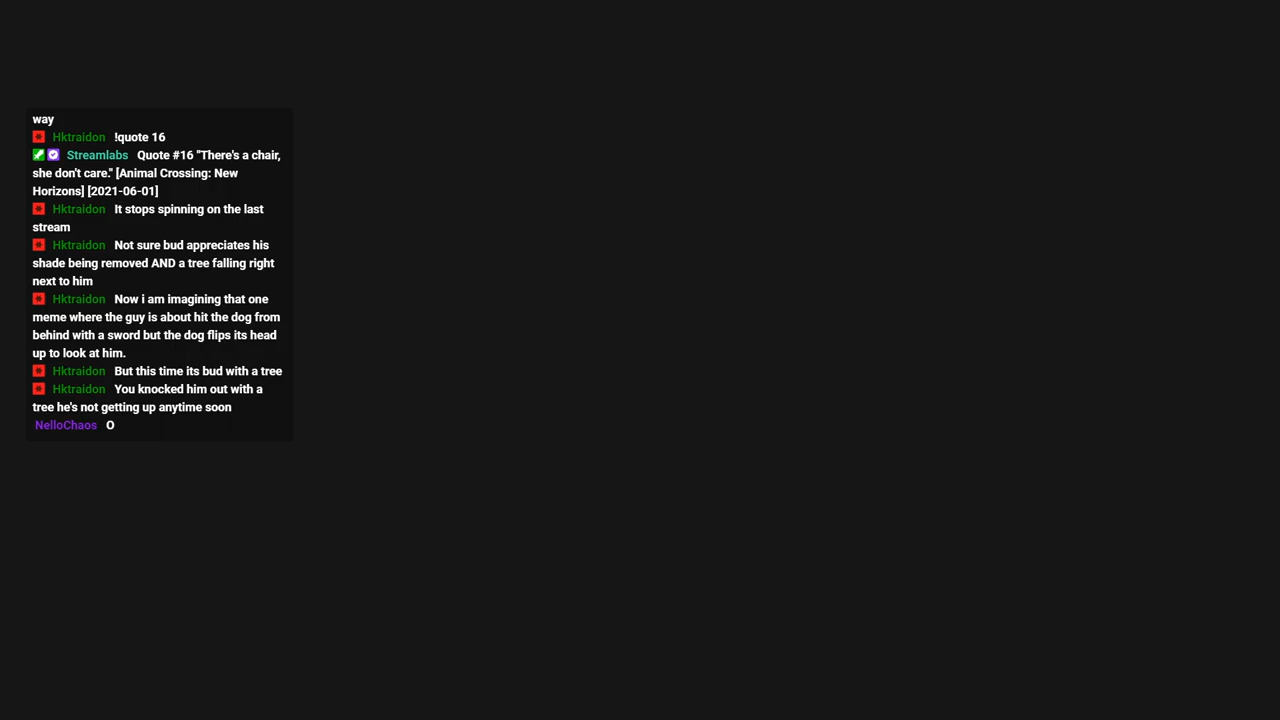 way
Hktraidon !quote 16
Streamlabs Quote #16 "There's a chair,
she don't care." [Animal Crossing: New
Horizons] [2021-06-01]
Hktraidon It stops spinning on the last
stream
Hktraidon Not sure bud appreciates his
shade being removed AND a tree falling right
next to him
Hktraidon Now i am imagining that one
meme where the guy is about hit the dog from
behind with a sword but the dog flips its head
up to look at him.
Hktraidon But this time its bud with a tree
Hktraidon You knocked him out with a
tree he's not getting up anytime soon
NelloChaos O